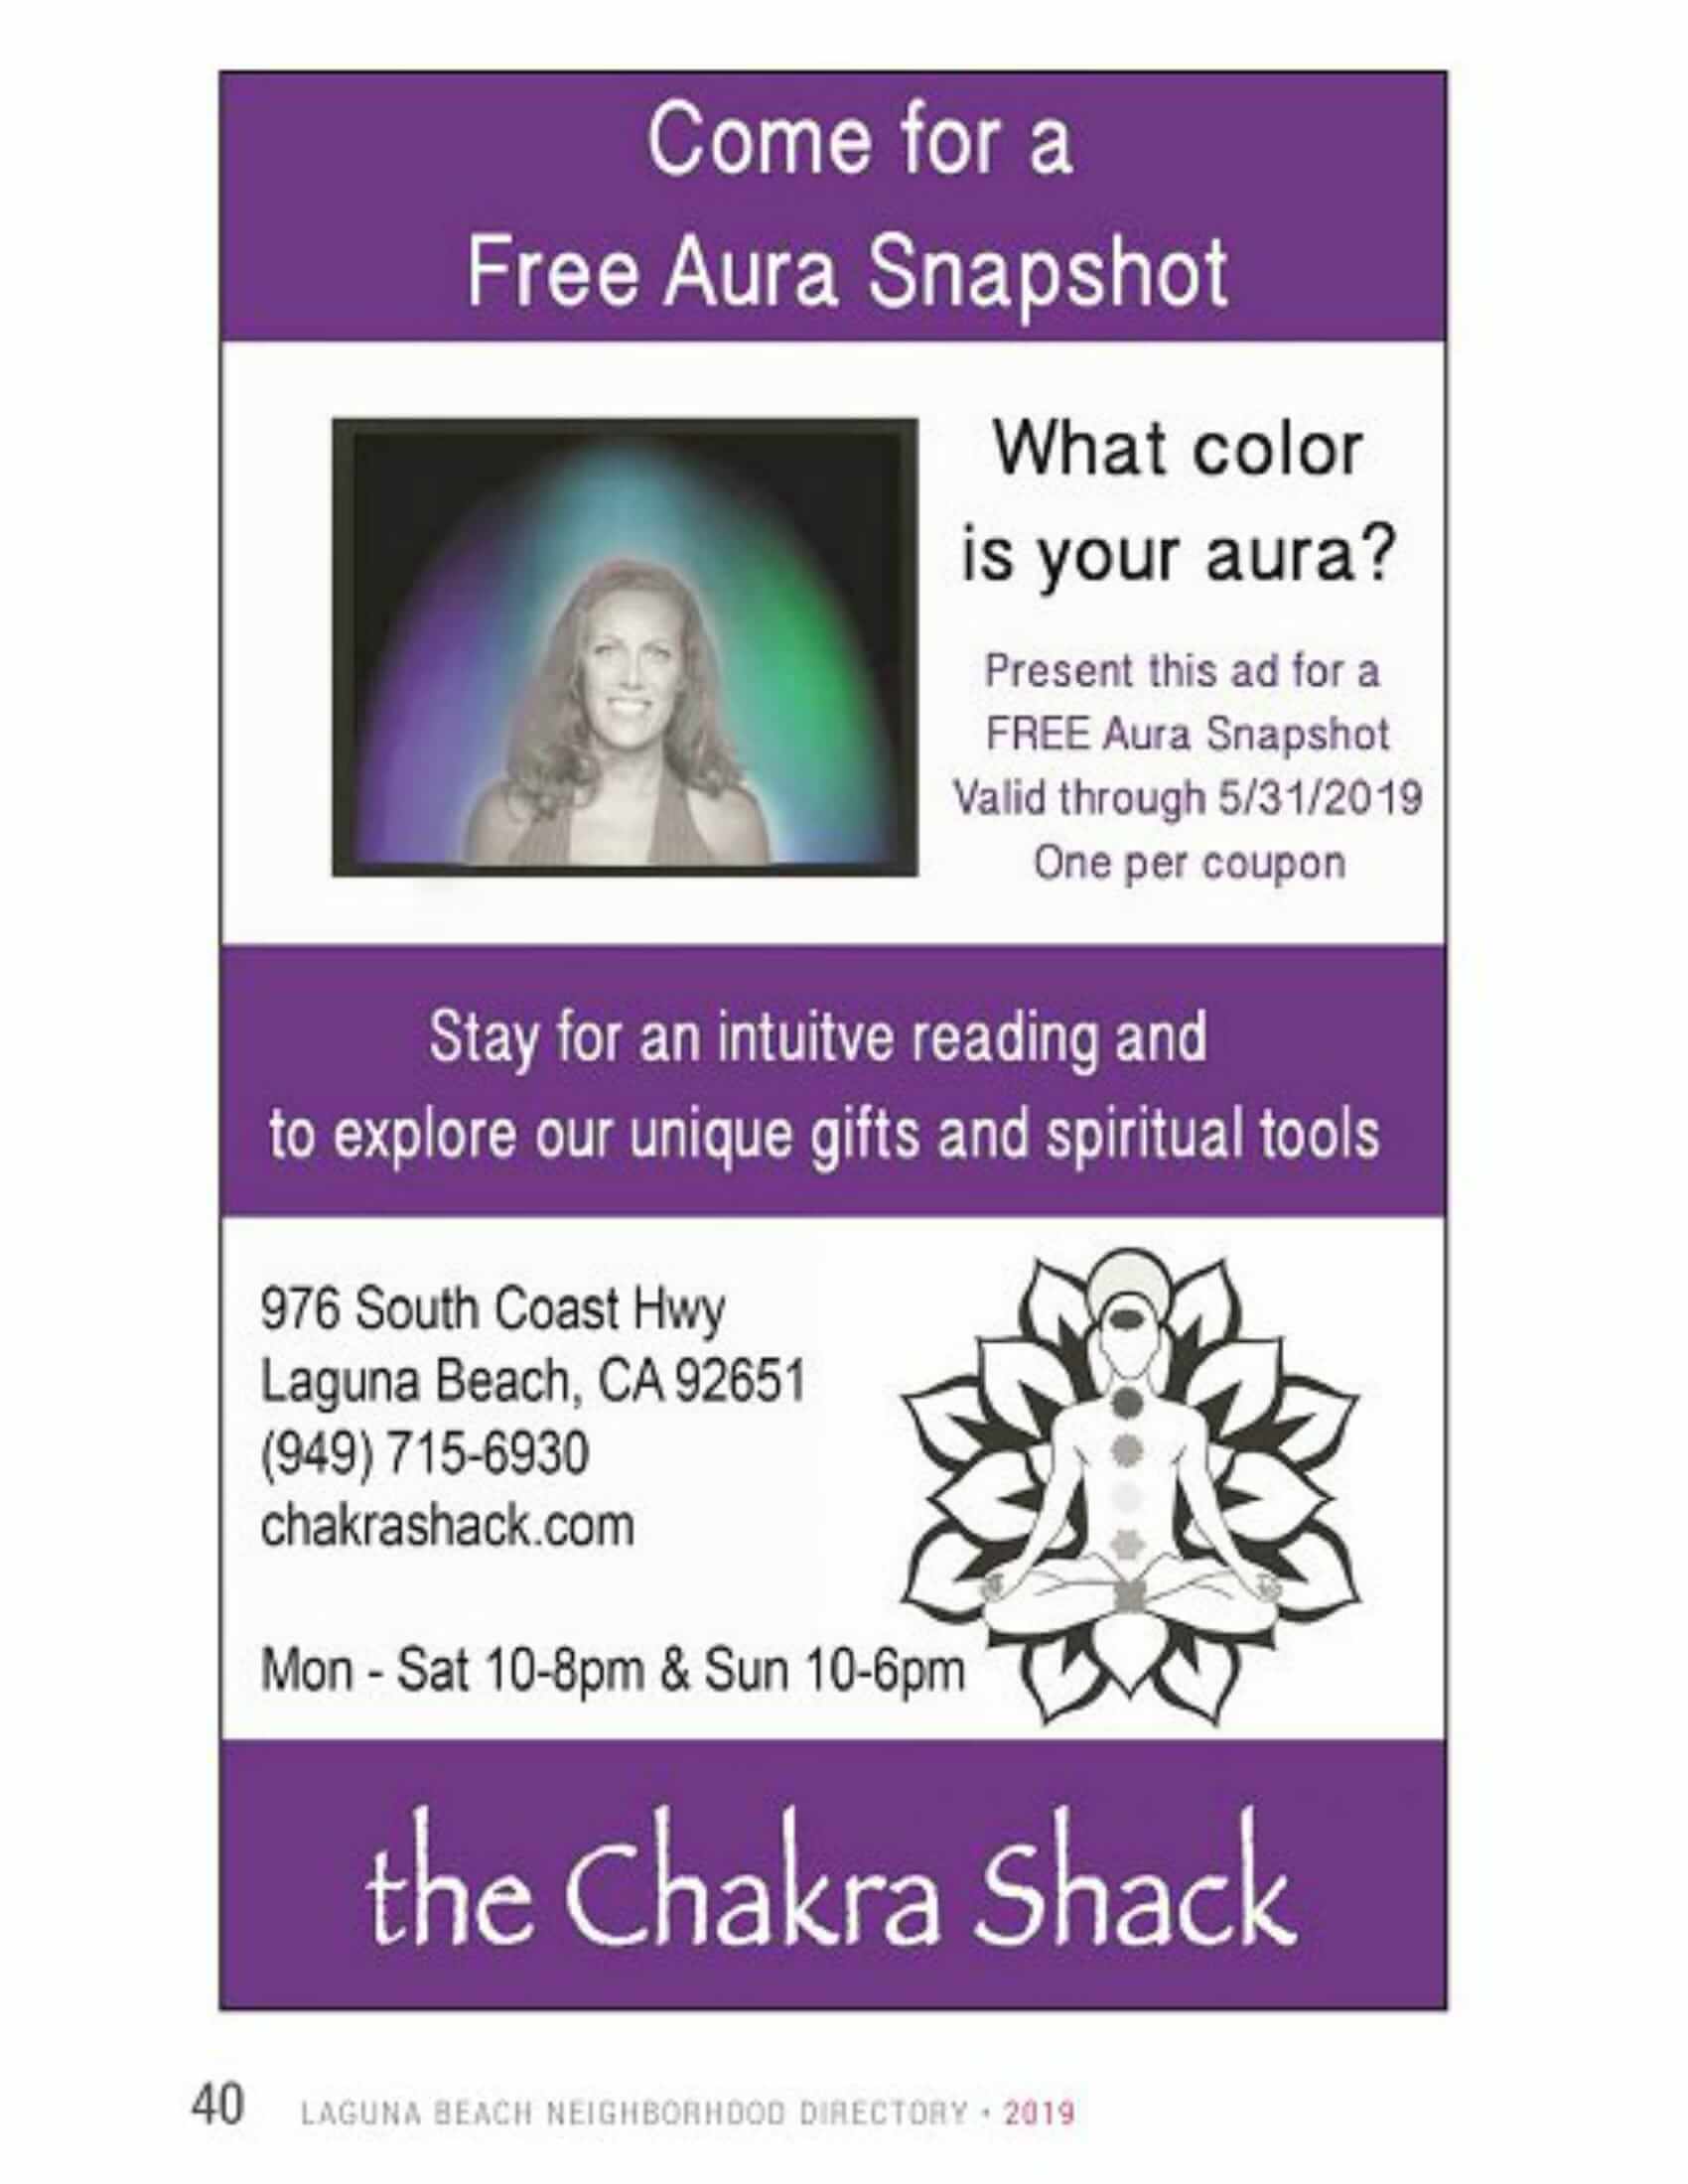 Come for a
Free Aura Snapshot
What color
is your aura?
Present this ad for a
FREE Aura Snapshot
Valid through 5/31/2019
One per coupon
Stay for an intuitve reading and
to explore our unique gifts and spiritual tools
976 South Coast Hwy
Laguna Beach, CA 92651
(949) 715-6930
chakrashack.com
Mon - Sat 10-8pm & Sun 10-6pm
the Chakra Shack
40 LAGUNA BEACH NEIGHBORHOOD DIRECTORY • 2019